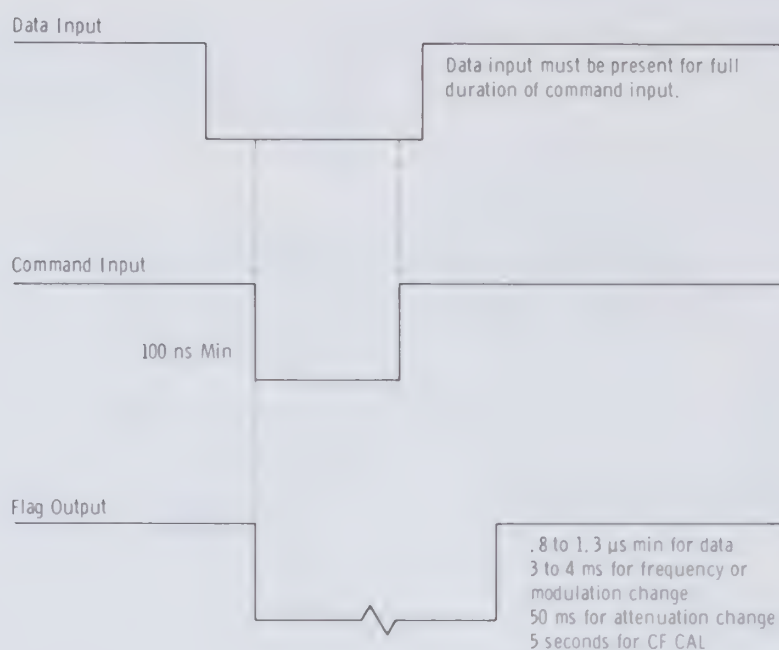 Data Input
Data input must be present for full
duration of command input.
Command Input
100 ns Min
Flag Output
.8 to 1.3 μs min for data
3 to 4 ms for frequency or
modulation change
50 ms for attenuation change
5 seconds for CF CAL